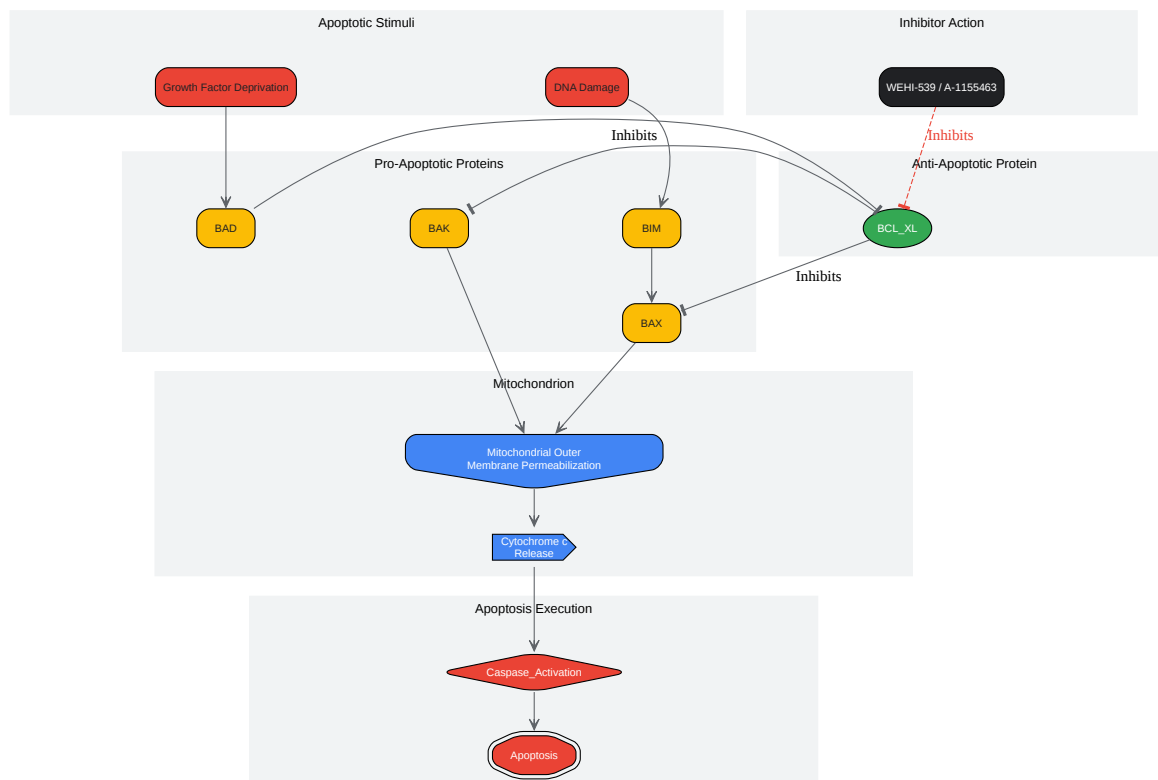 Apoptotic Stimuli
Inhibitor Action
Growth Factor Deprivation
DNA Damage
WEHI-539 / A-1155463
Inhibits
Inhibits
Pro-Apoptotic Proteins
Anti-Apoptotic Protein
BAD
BAK
BIM
BCL_XL
Inhibits
BAX
Mitochondrion
Mitochondrial Outer
Membrane Permeabilization
Cytochrome c
Release
Apoptosis Execution
Caspase_Activation
Apoptosis